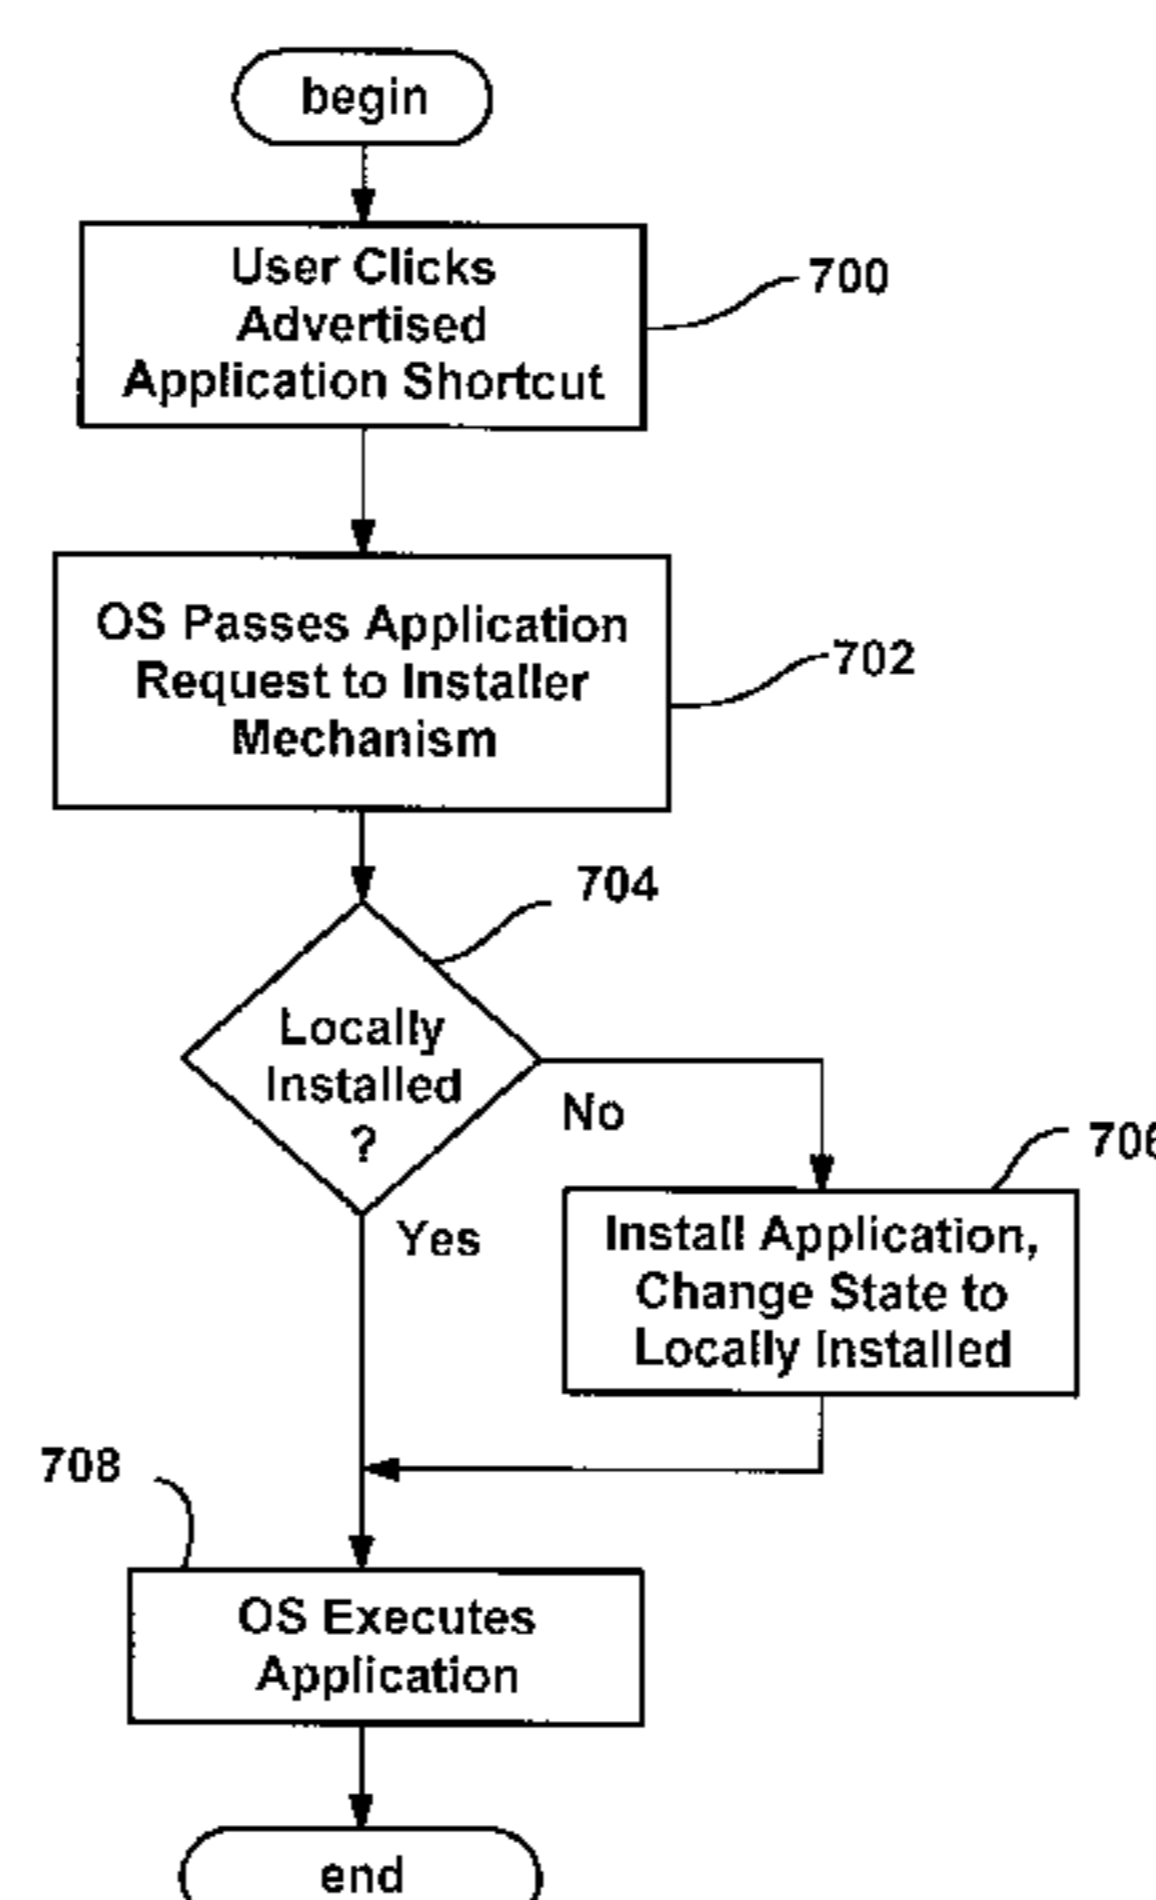 begin
User Clicks
Advertised
Application Shortcut
700
OS Passes Application
Request to Installer
Mechanism
702
704
Locally
Installed
?
No
Yes
706
Install Application,
Change State to
Locally Installed
708
OS Executes
Application
end